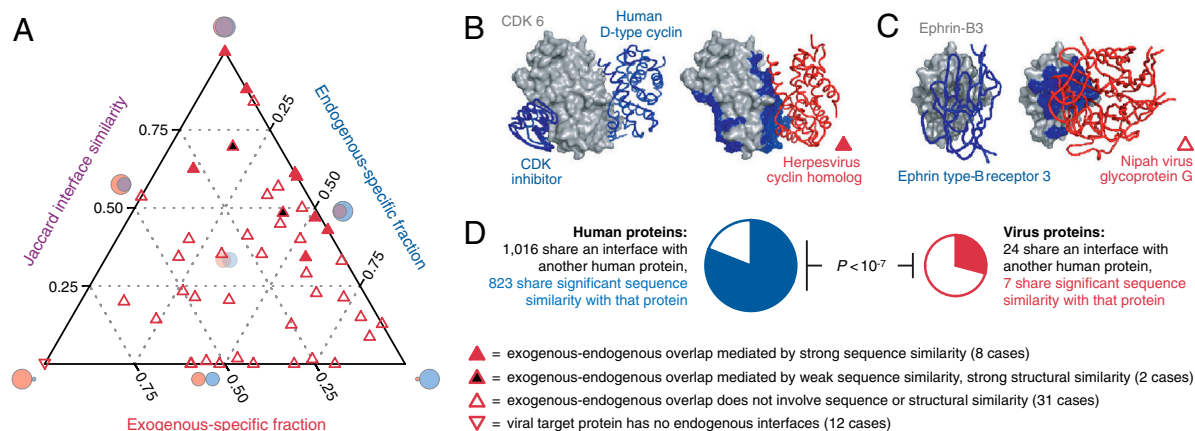 A
Jaccard interface similarity
Endogenous-specific fraction
0.75
0.50
0.25
0.25
0.50
0.75
0.75
0.50
0.25
Exogenous-specific fraction
B
CDK 6
Human
D-type cyclin
CDK
inhibitor
Herpesvirus
cyclin homolog
C
Ephrin-B3
Ephrin type-B receptor 3
Nipah virus
glycoprotein G
D
Human proteins:
1,016 share an interface with
another human protein,
823 share significant sequence
similarity with that protein
P < 10-7
Virus proteins:
24 share an interface with
another human protein,
7 share significant sequence
similarity with that protein
= exogenous-endogenous overlap mediated by strong sequence similarity (8 cases)
= exogenous-endogenous overlap mediated by weak sequence similarity, strong structural similarity (2 cases)
= exogenous-endogenous overlap does not involve sequence or structural similarity (31 cases)
= viral target protein has no endogenous interfaces (12 cases)